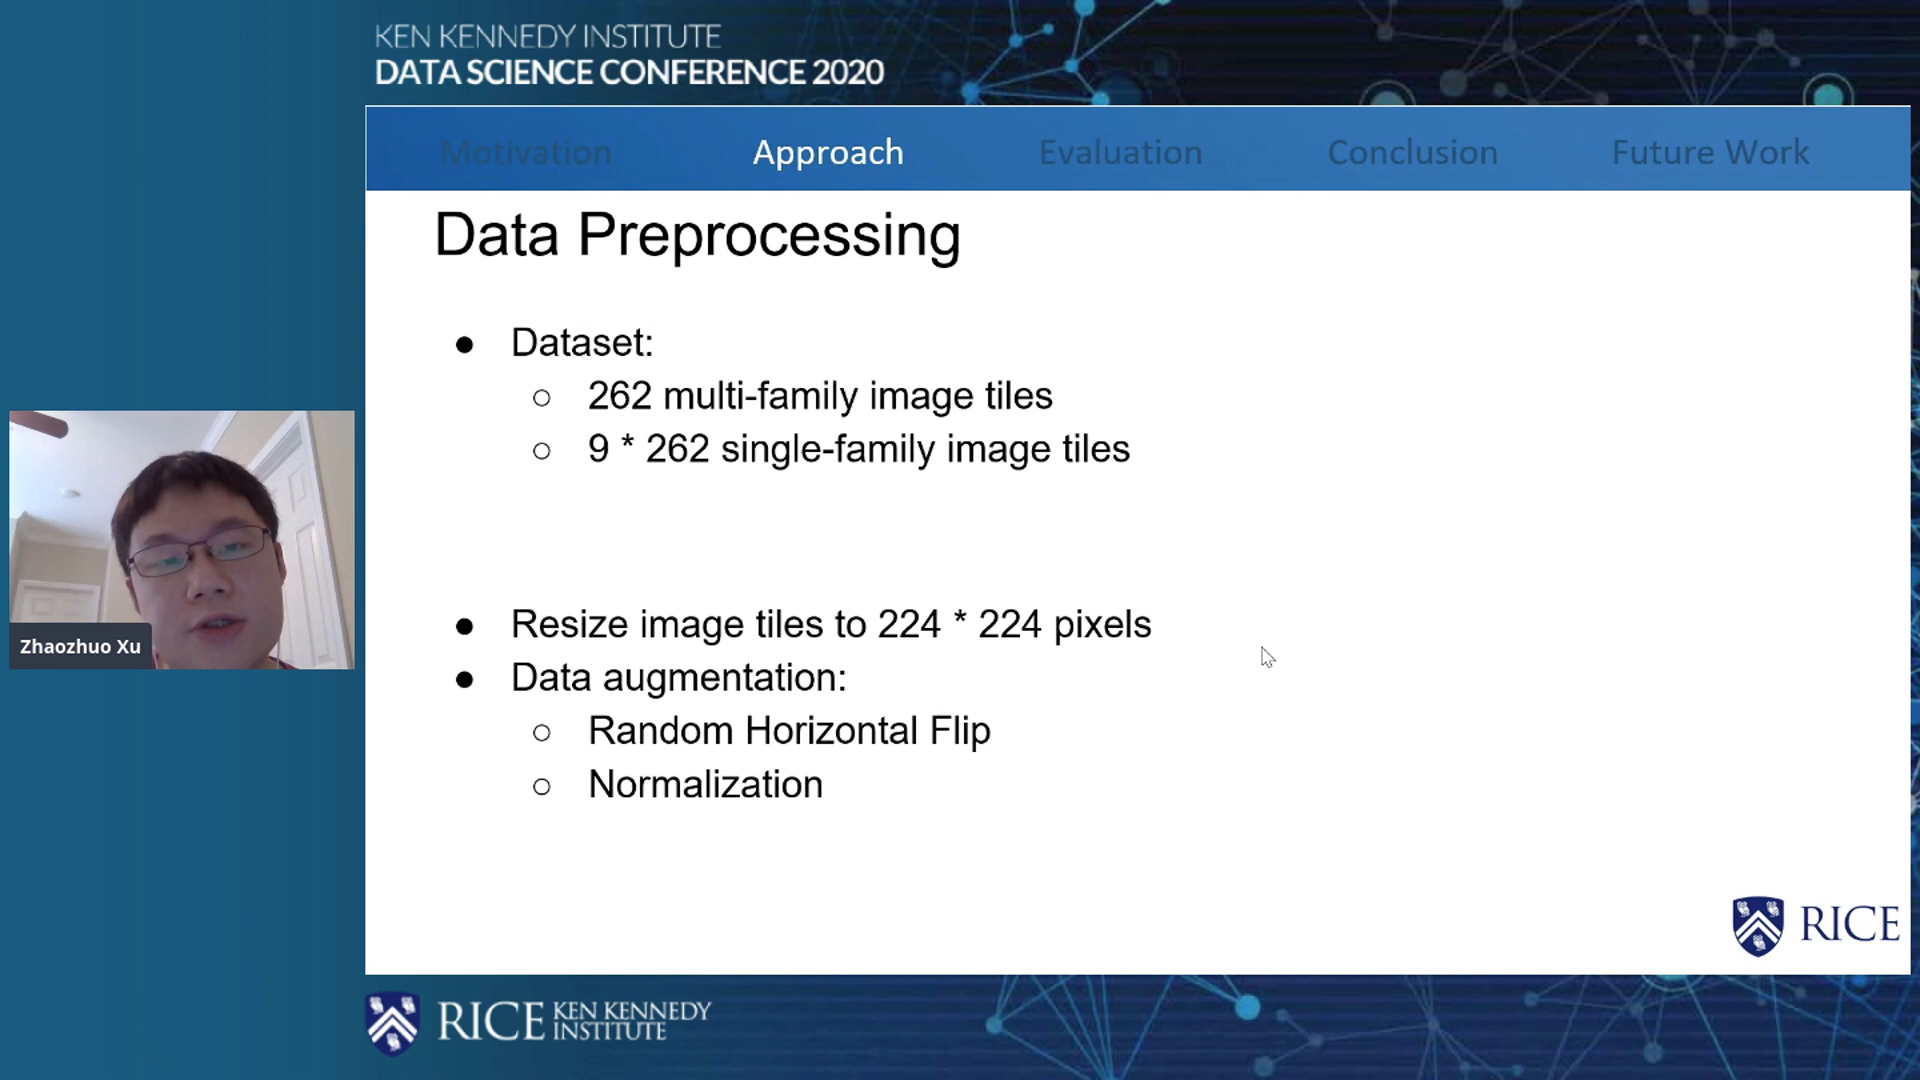 KEN KENNEDY INSTITUTE
DATA SCIENCE CONFERENCE 2020
Motivation Approach Evaluation Conclusion Future Work
Data Preprocessing
● Dataset:
○ 262 multi-family image tiles
○ 9 * 262 single-family image tiles
● Resize image tiles to 224 * 224 pixels
● Data augmentation:
○ Random Horizontal Flip
○ Normalization
Zhaozhuo Xu
RICE
RICE KEN KENNEDY
INSTITUTE